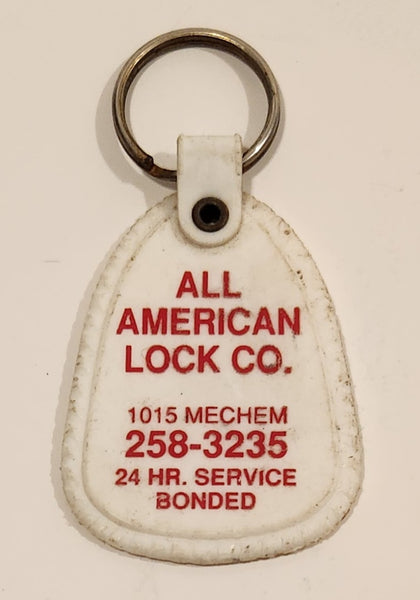 ALL
AMERICAN
LOCK CO.
1015 MECHEM
258-3235
24 HR. SERVICE
BONDED